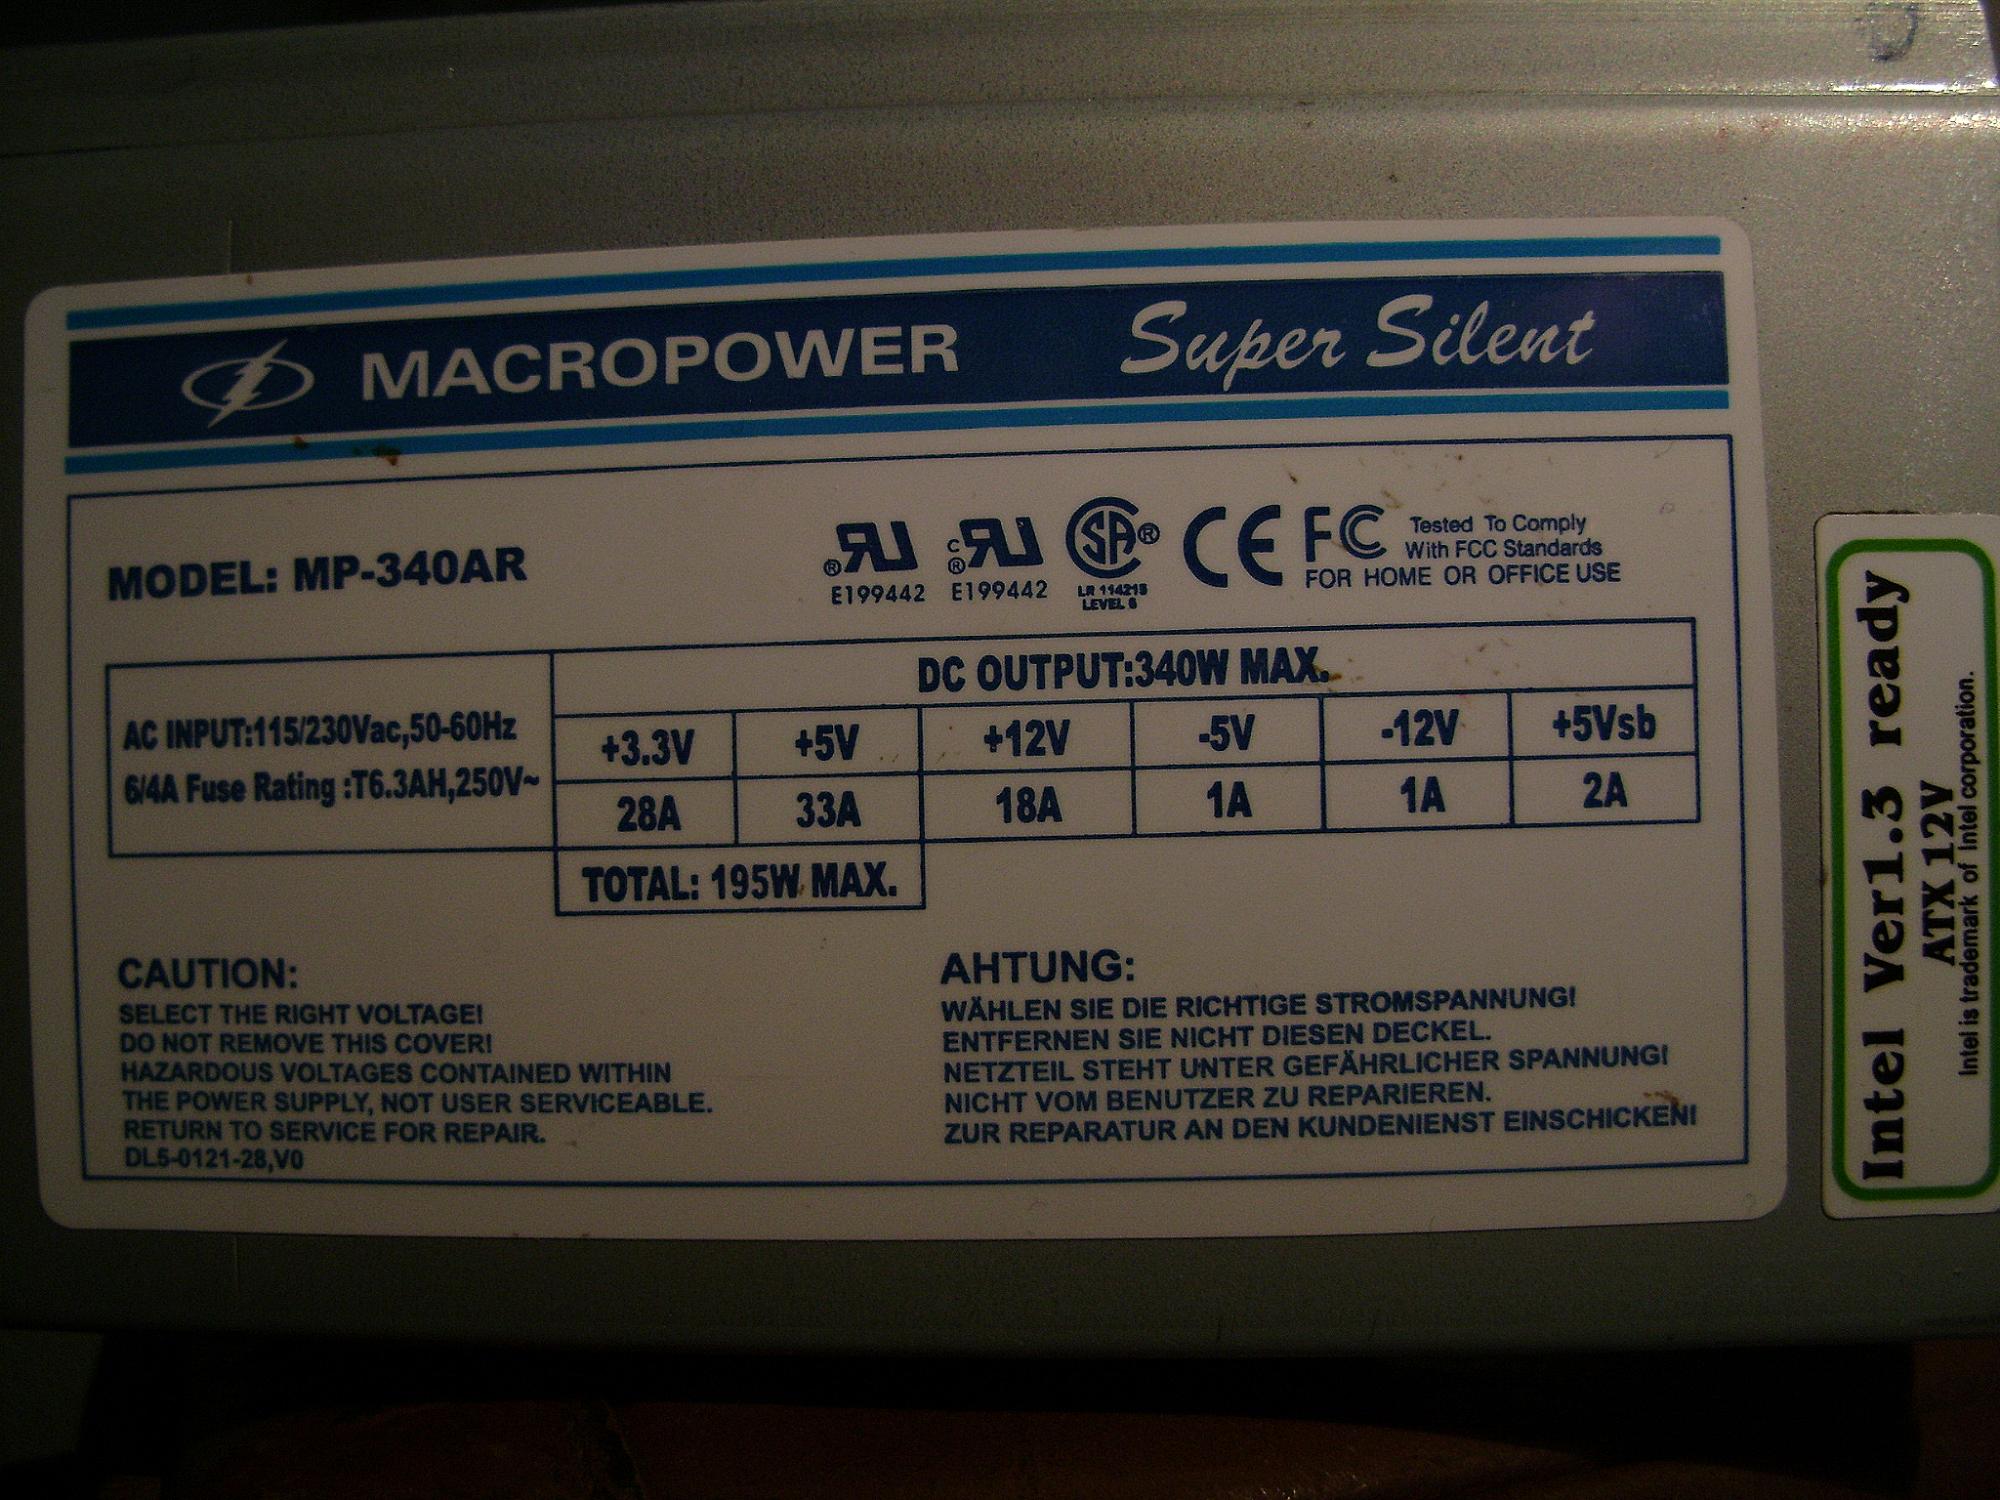 MACROPOWER Super Silent
MODEL: MP-340AR
E199442
E199442
LR 114215
LEVEL 6
Tested To Comply
With FCC Standards
FOR HOME OR OFFICE USE
AC INPUT:115/230Vac,50-60Hz
6/4A Fuse Rating :T6.3AH,250V~
DC OUTPUT:340W MAX.
+3.3V +5V +12V -5V -12V +5Vsb
28A 33A 18A 1A 1A 2A
TOTAL: 195W MAX.
CAUTION:
SELECT THE RIGHT VOLTAGE!
DO NOT REMOVE THIS COVER!
HAZARDOUS VOLTAGES CONTAINED WITHIN
THE POWER SUPPLY, NOT USER SERVICEABLE.
RETURN TO SERVICE FOR REPAIR.
DL5-0121-28,V0
AHTUNG:
WÄHLEN SIE DIE RICHTIGE STROMSPANNUNG!
ENTFERNEN SIE NICHT DIESEN DECKEL.
NETZTEIL STEHT UNTER GEFÄHRLICHER SPANNUNG!
NICHT VOM BENUTZER ZU REPARIEREN.
ZUR REPARATUR AN DEN KUNDENIENST EINSCHICKEN!
Intel Ver1.3 ready
ATX 12V
Intel is trademark of Intel corporation.